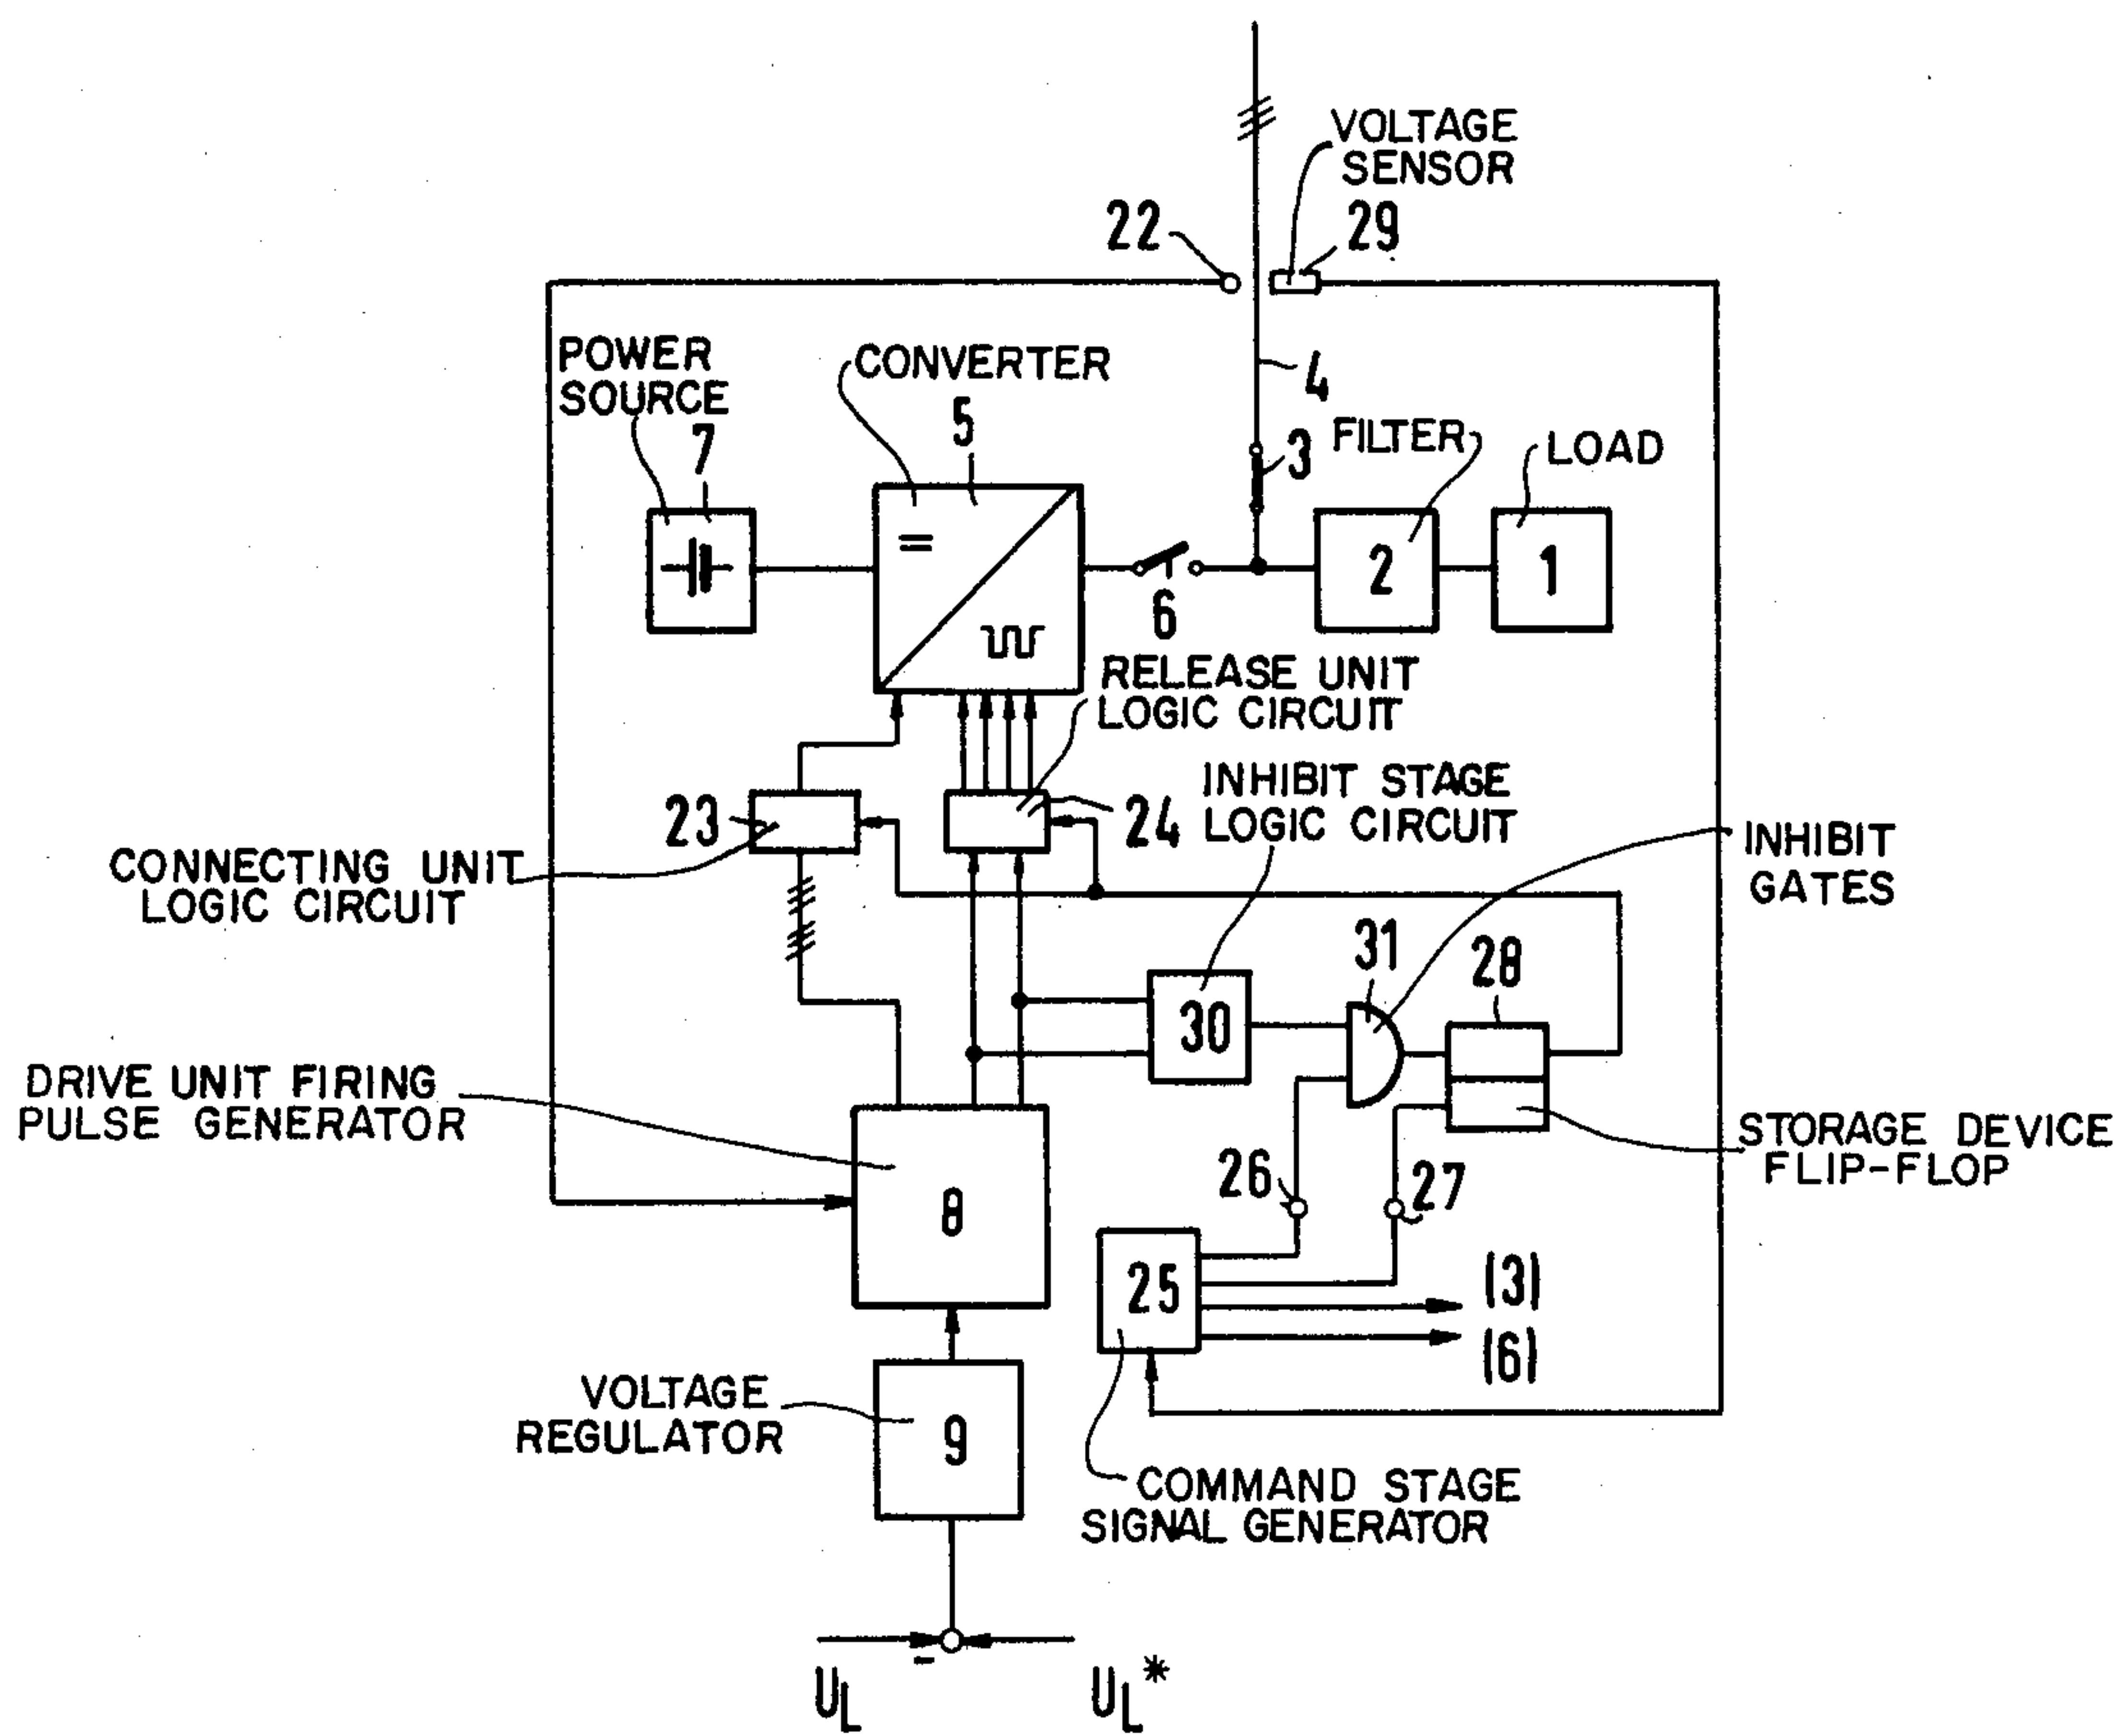 VOLTAGE
SENSOR
22
29
POWER
SOURCE
7
CONVERTER
5
4
3
FILTER
LOAD
2
1
6
RELEASE UNIT
LOGIC CIRCUIT
23
24
INHIBIT STAGE
LOGIC CIRCUIT
CONNECTING UNIT
LOGIC CIRCUIT
INHIBIT
GATES
31
28
30
DRIVE UNIT FIRING
PULSE GENERATOR
STORAGE DEVICE
FLIP-FLOP
26
27
8
25
(3)
(6)
VOLTAGE
REGULATOR
9
COMMAND STAGE
SIGNAL GENERATOR
-
UL
UL*